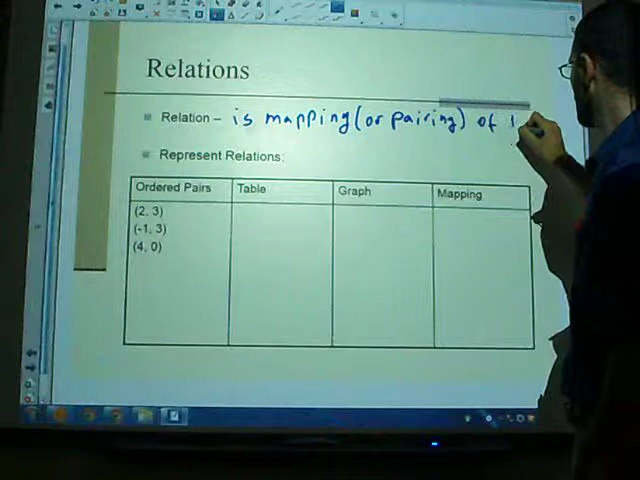 Relations
Relation – is mapping (or pairing) of
Represent Relations:
Ordered Pairs Table Graph Mapping
(2, 3)
(-1, 3)
(4, 0)